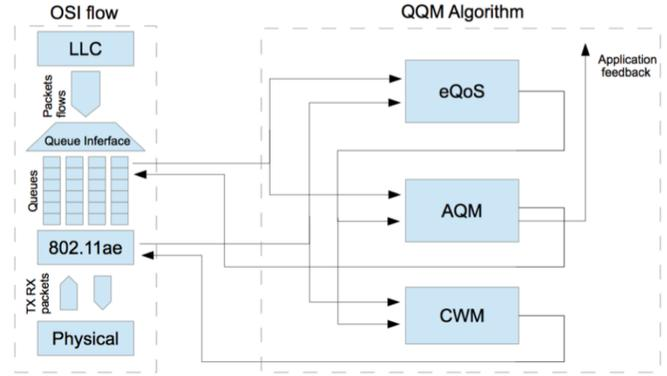 OSI flow
QQM Algorithm
LLC
Packets
flows
Queue Inferface
Queues
802.11ae
TX RX
packets
Physical
eQoS
AQM
CWM
Application
feedback